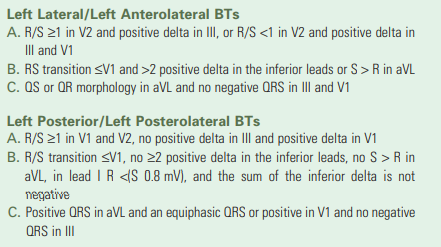 Left Lateral/Left Anterolateral BTs
A. R/S ≥1 in V2 and positive delta in III, or R/S <1 in V2 and positive delta in
III and V1
B. RS transition ≤V1 and >2 positive delta in the inferior leads or S > R in aVL
C. QS or QR morphology in aVL and no negative QRS in III and V1
Left Posterior/Left Posterolateral BTs
A. R/S ≥1 in V1 and V2, no positive delta in III and positive delta in V1
B. R/S transition ≤V1, no ≥2 positive delta in the inferior leads, no S > R in
aVL, in lead I R <(S 0.8 mV), and the sum of the inferior delta is not
negative
C. Positive QRS in aVL and an equiphasic QRS or positive in V1 and no negative
QRS in III